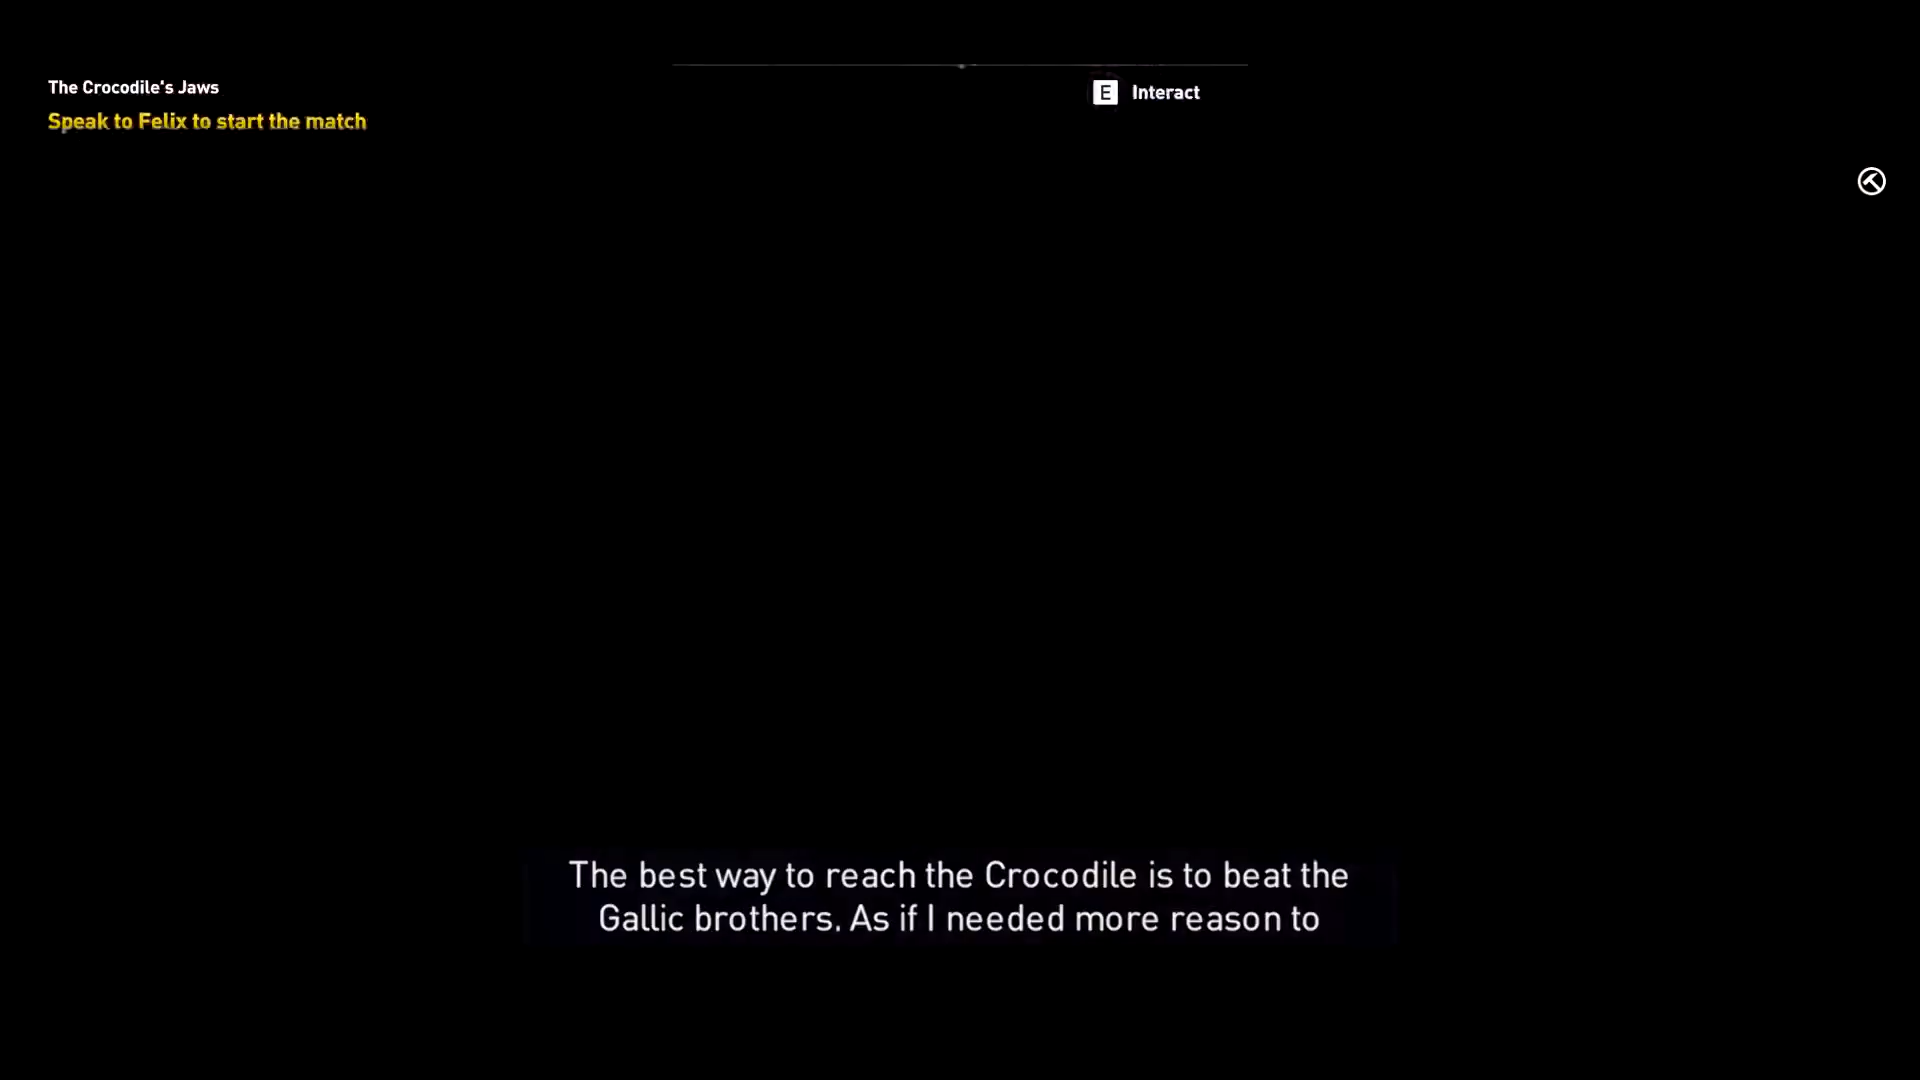 The Crocodile's Jaws
Speak to Felix to start the match
E Interact
The best way to reach the Crocodile is to beat the
Gallic brothers. As if I needed more reason to